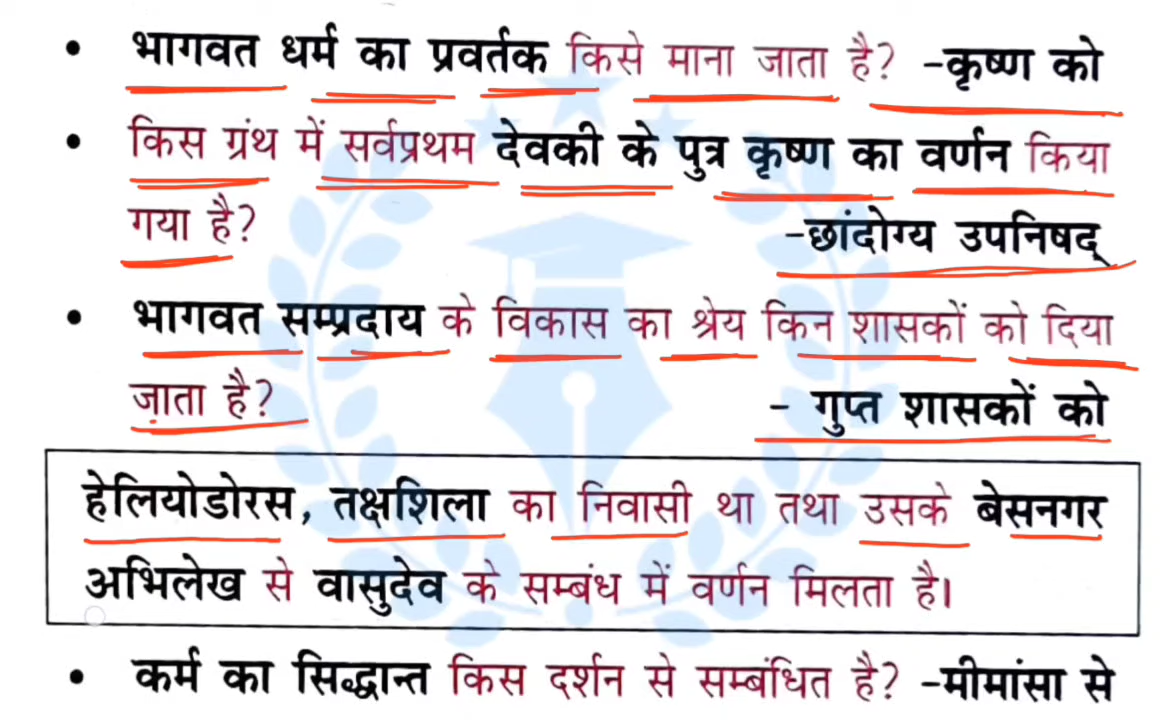 • भागवत धर्म का प्रवर्तक किसे माना जाता है? -कृष्ण को
• किस ग्रंथ में सर्वप्रथम देवकी के पुत्र कृष्ण का वर्णन किया
गया है? -छांदोग्य उपनिषद्
• भागवत सम्प्रदाय के विकास का श्रेय किन शासकों को दिया
जाता है? - गुप्त शासकों को
हेलियोडोरस, तक्षशिला का निवासी था तथा उसके बेसनगर
अभिलेख से वासुदेव के सम्बंध में वर्णन मिलता है।
• कर्म का सिद्धान्त किस दर्शन से सम्बंधित है? -मीमांसा से